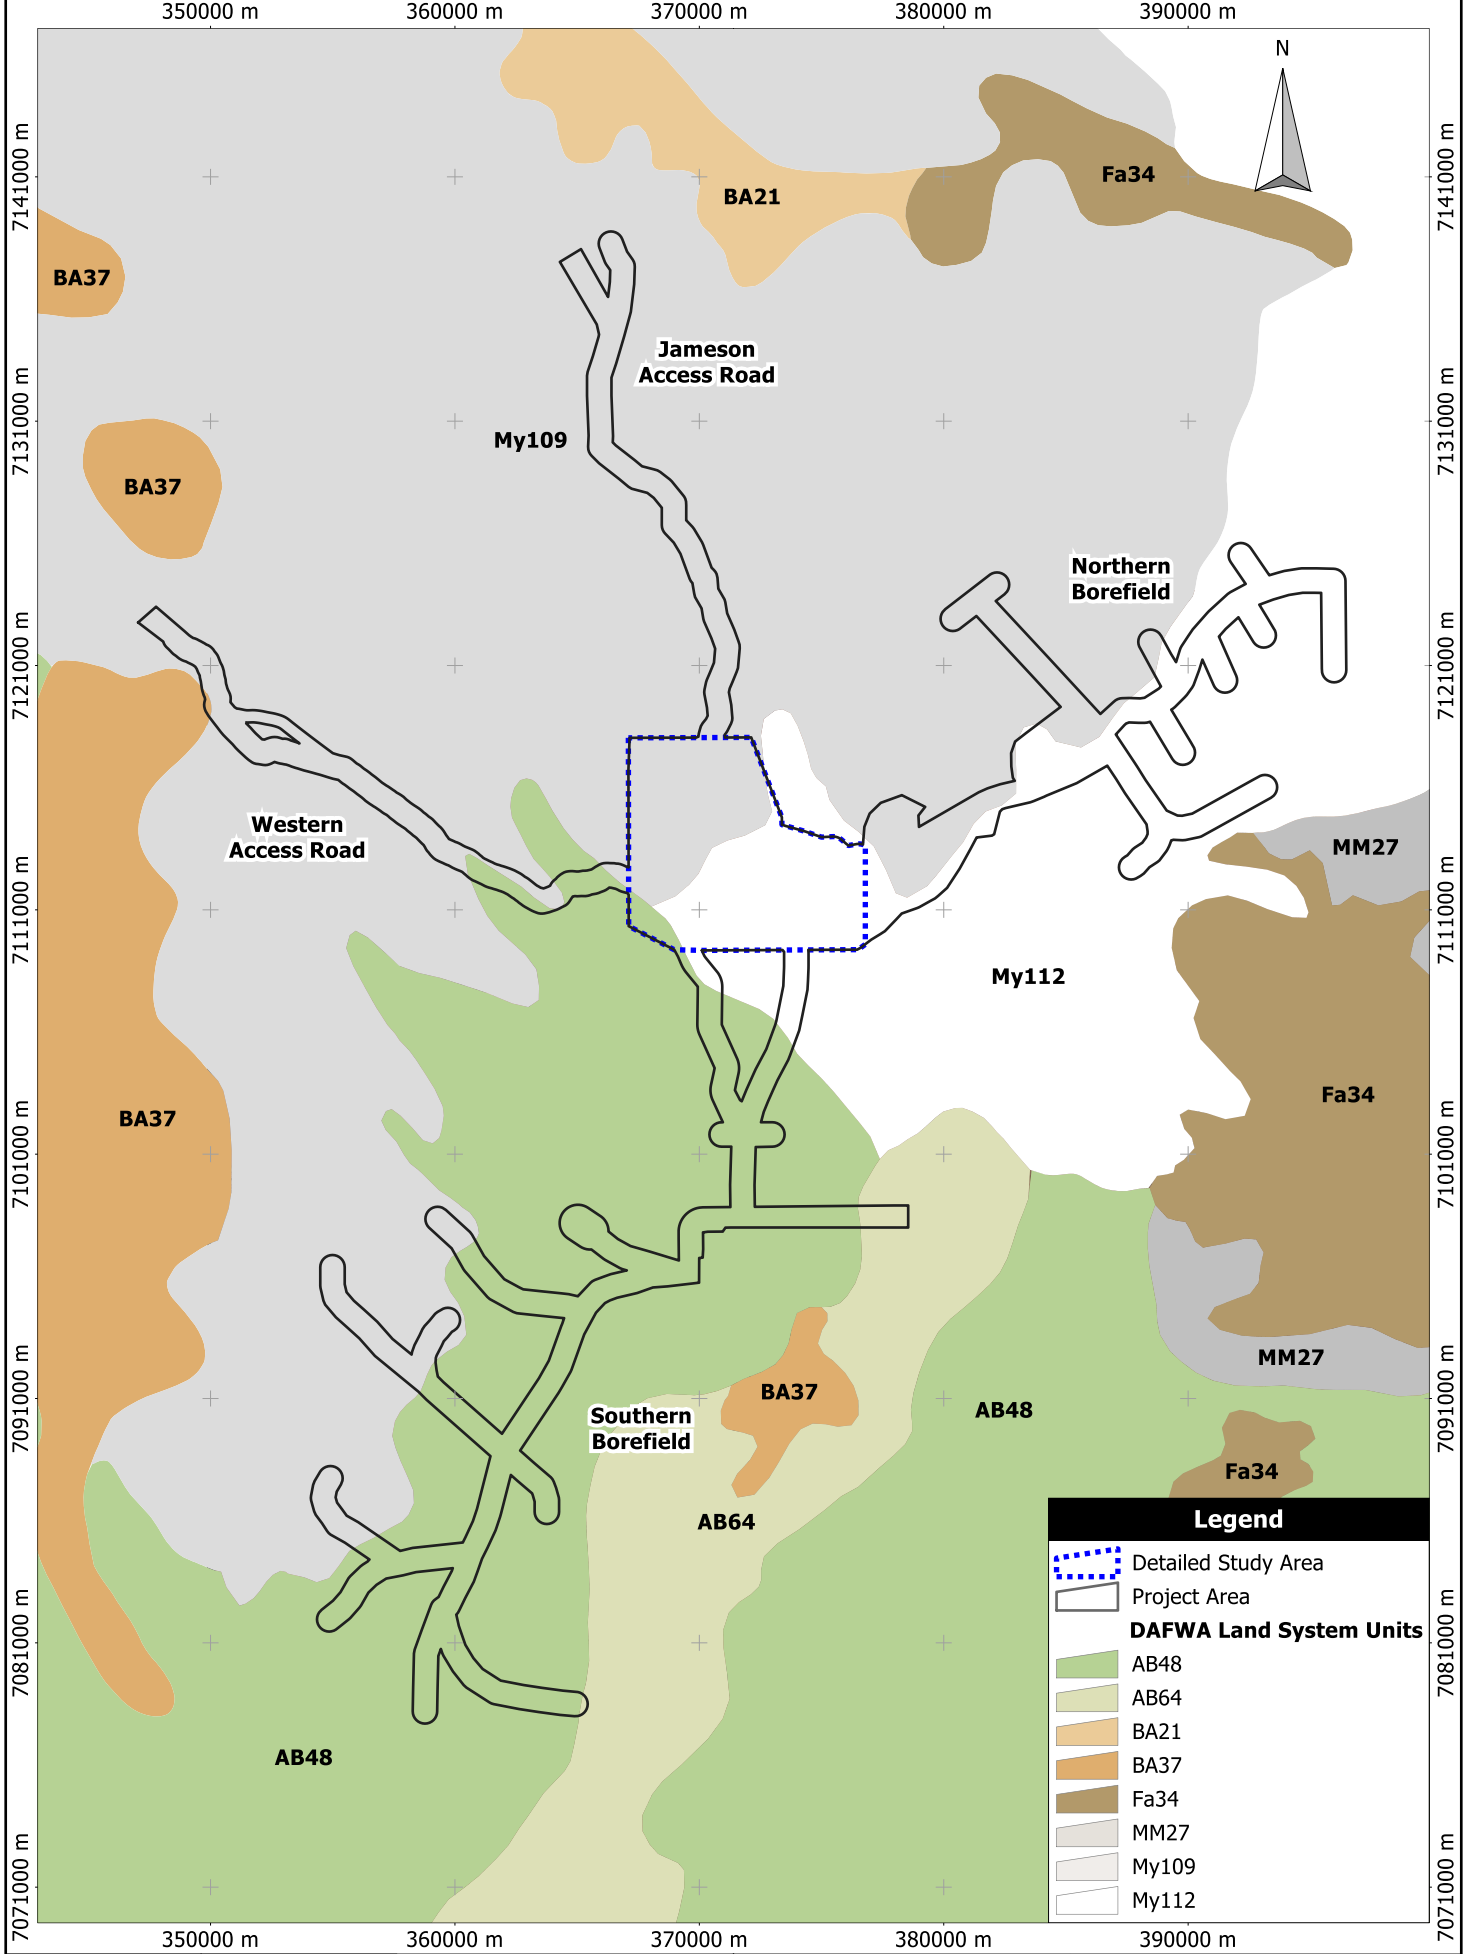 350000 m 360000 m 370000 m 380000 m 390000 m
N
7141000 m
7141000 m
Fa34
BA21
BA37
Jameson
Access Road
7131000 m
7131000 m
My109
BA37
Northern
Borefield
7121000 m
7121000 m
Western
Access Road
MM27
7111000 m
7111000 m
My112
Fa34
BA37
7101000 m
7101000 m
MM27
BA37
7091000 m
7091000 m
AB48
Southern
Borefield
Fa34
AB64
Legend
Detailed Study Area
Project Area
DAFWA Land System Units
AB48
AB64
BA21
BA37
Fa34
MM27
My109
My112
7081000 m
7081000 m
AB48
7071000 m
7071000 m
350000 m 360000 m 370000 m 380000 m 390000 m